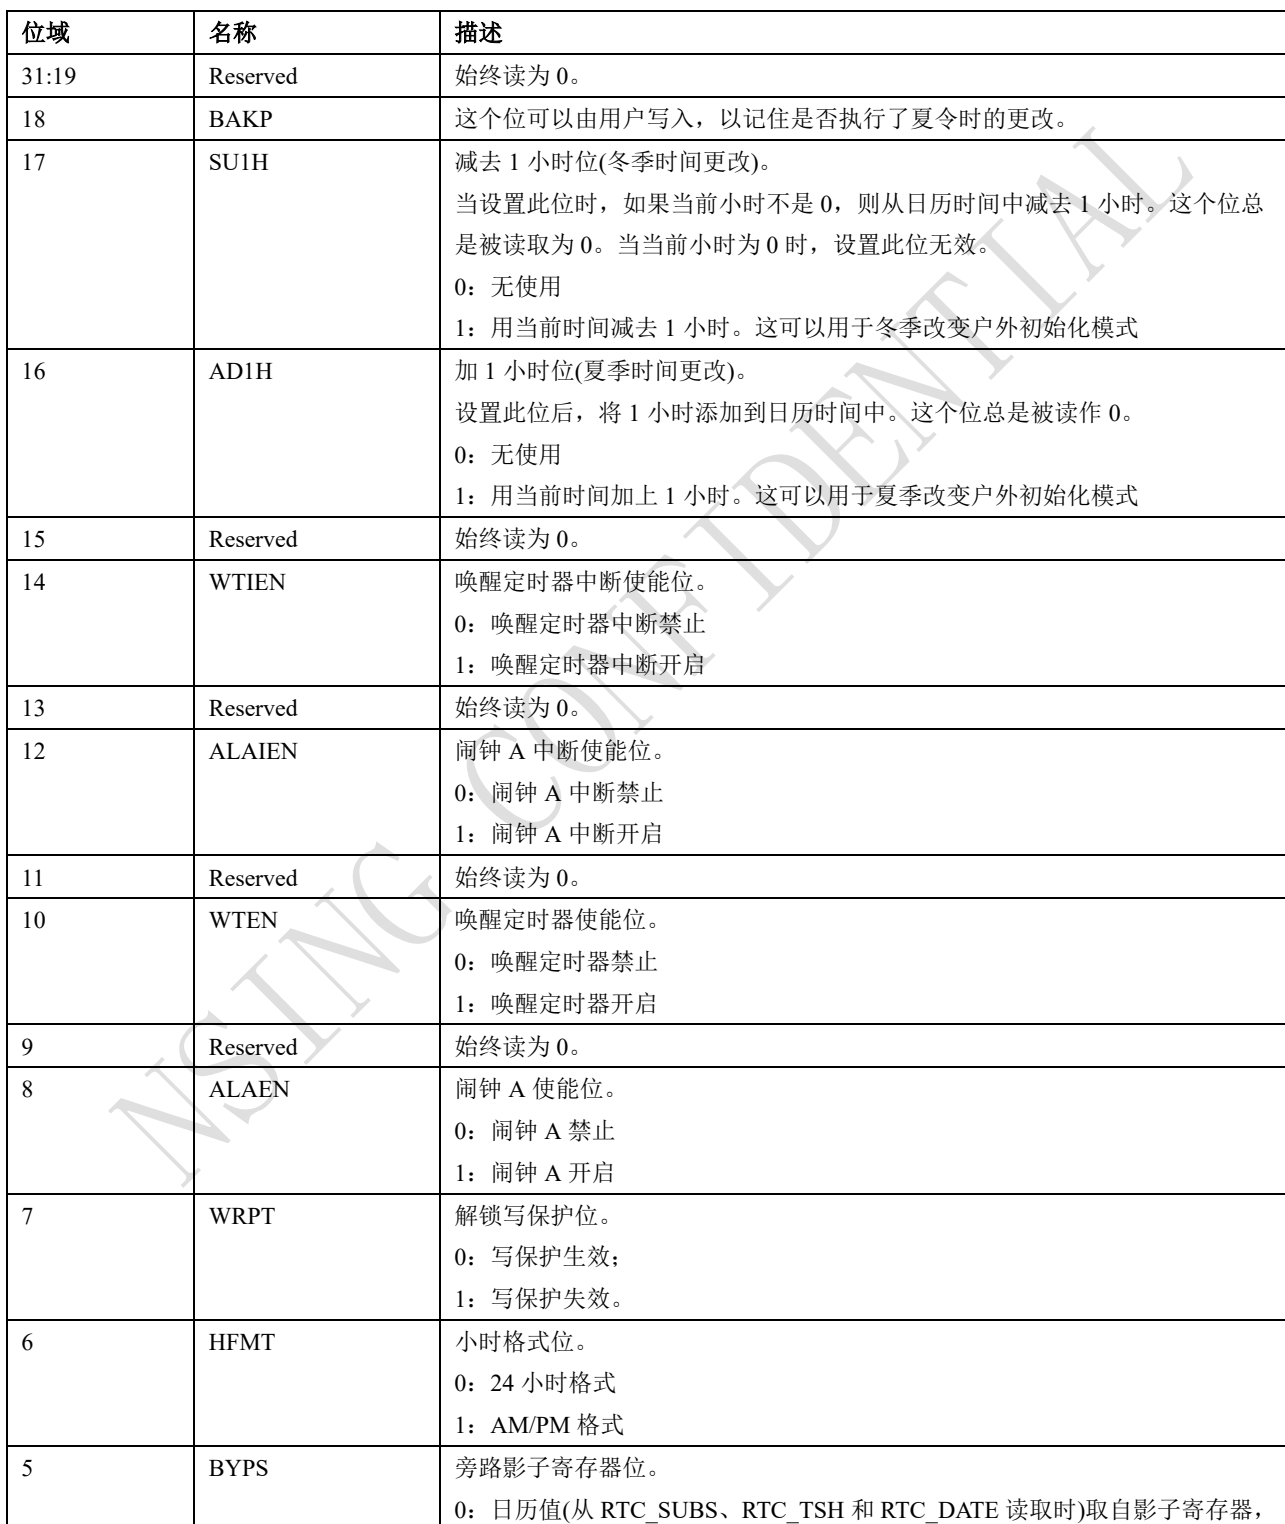 位域 名称 描述
31:19 Reserved 始终读为 0。
18 BAKP 这个位可以由用户写入，以记住是否执行了夏令时的更改。
17 SU1H 减去 1 小时位(冬季时间更改)。
当设置此位时，如果当前小时不是 0，则从日历时间中减去 1 小时。这个位总
是被读取为 0。当当前小时为 0 时，设置此位无效。
0：无使用
1：用当前时间减去 1 小时。这可以用于冬季改变户外初始化模式
16 AD1H 加 1 小时位(夏季时间更改)。
设置此位后，将 1 小时添加到日历时间中。这个位总是被读作 0。
0：无使用
1：用当前时间加上 1 小时。这可以用于夏季改变户外初始化模式
15 Reserved 始终读为 0。
14 WTIEN 唤醒定时器中断使能位。
0：唤醒定时器中断禁止
1：唤醒定时器中断开启
13 Reserved 始终读为 0。
12 ALAIEN 闹钟 A 中断使能位。
0：闹钟 A 中断禁止
1：闹钟 A 中断开启
11 Reserved 始终读为 0。
10 WTEN 唤醒定时器使能位。
0：唤醒定时器禁止
1：唤醒定时器开启
9 Reserved 始终读为 0。
8 ALAEN 闹钟 A 使能位。
0：闹钟 A 禁止
1：闹钟 A 开启
7 WRPT 解锁写保护位。
0：写保护生效；
1：写保护失效。
6 HFMT 小时格式位。
0：24 小时格式
1：AM/PM 格式
5 BYPS 旁路影子寄存器位。
0：日历值(从 RTC_SUBS、RTC_TSH 和 RTC_DATE 读取时)取自影子寄存器，
NSING CONFIDENTIAL